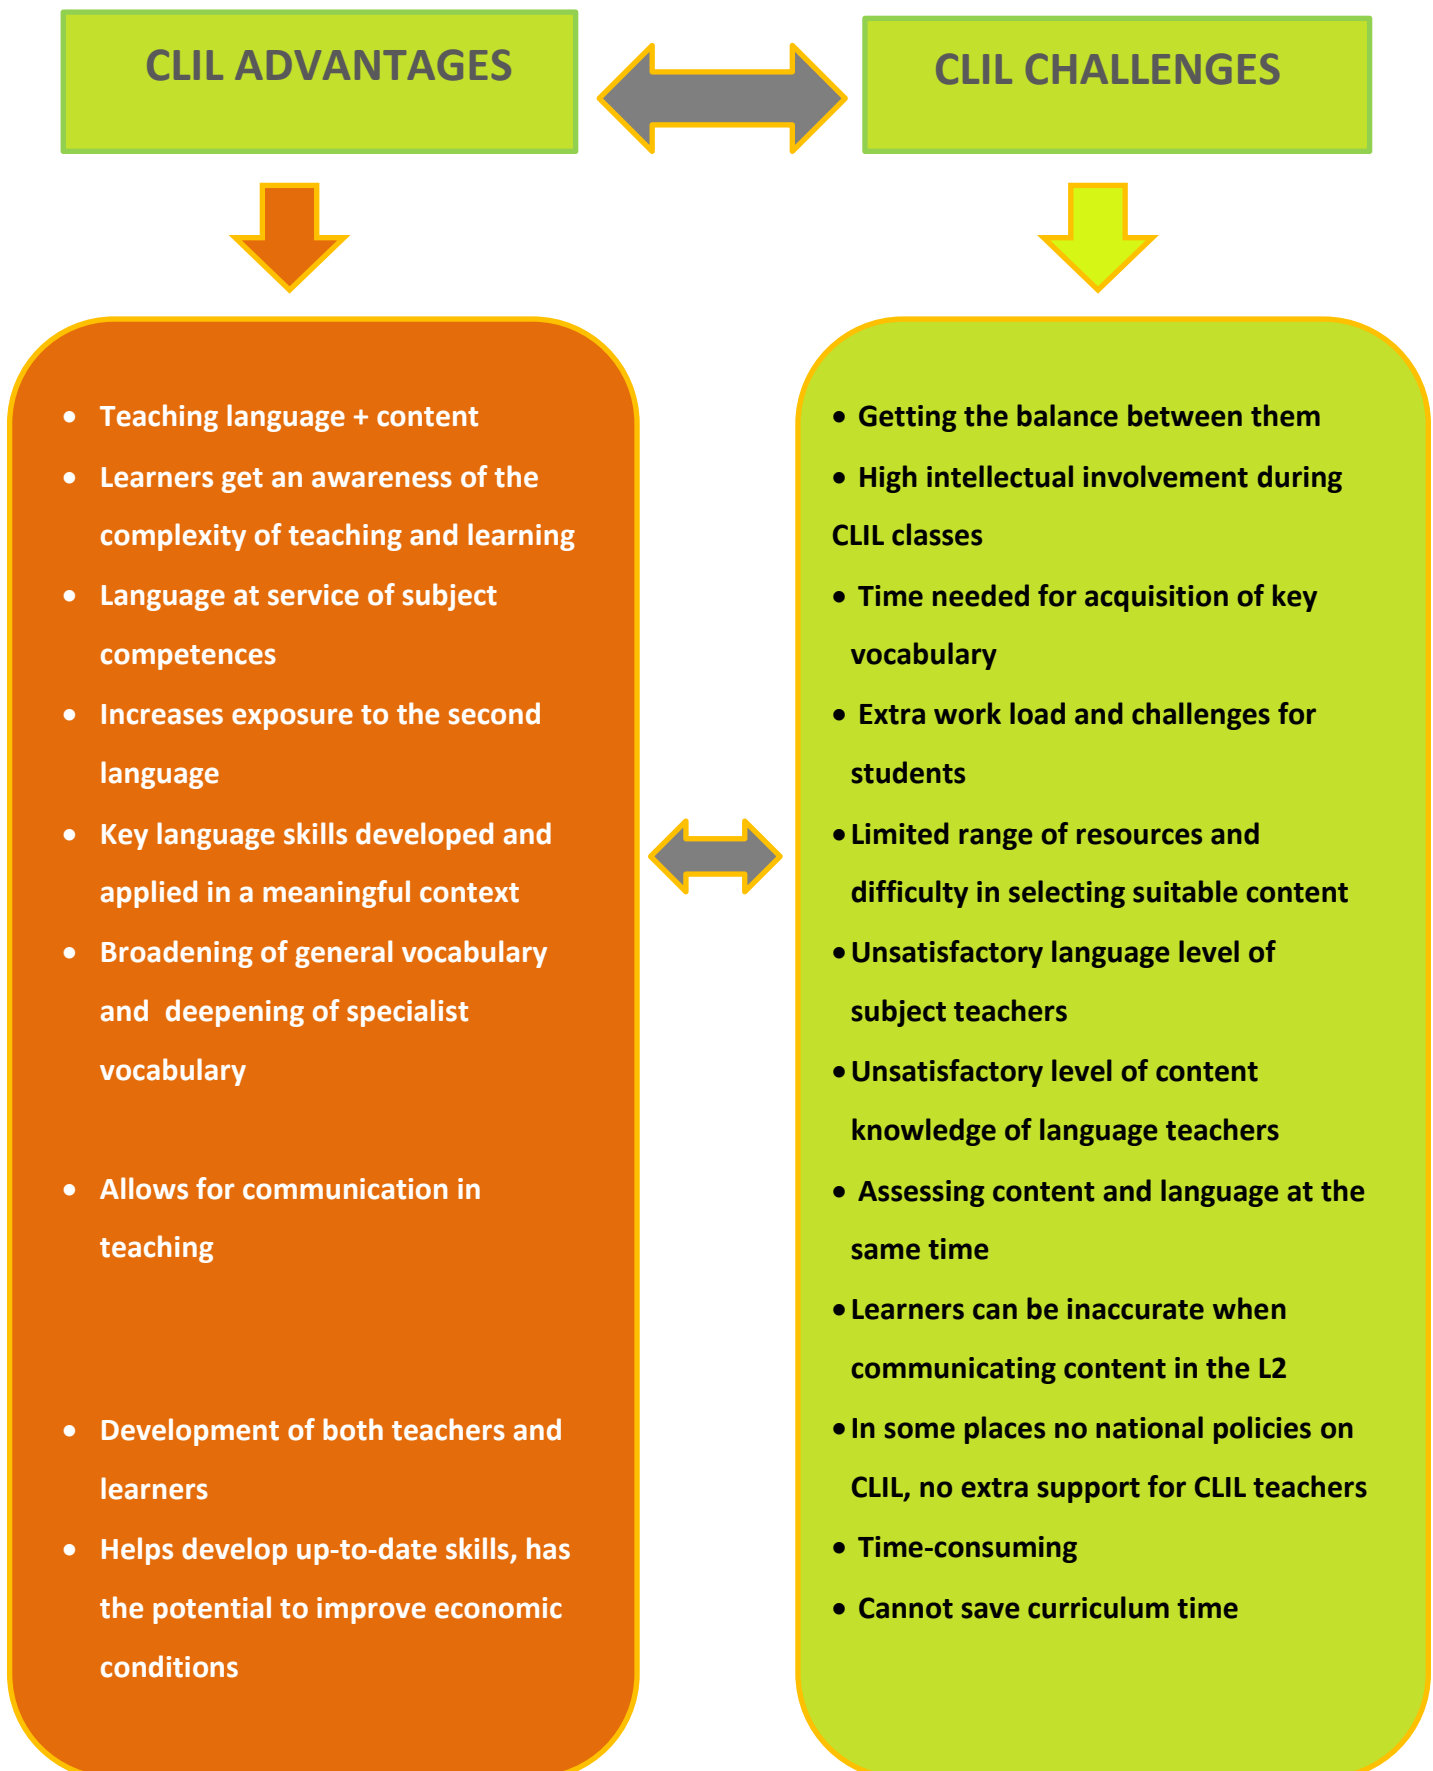 CLIL ADVANTAGES
CLIL CHALLENGES
• Teaching language + content
• Learners get an awareness of the
complexity of teaching and learning
• Language at service of subject
competences
• Increases exposure to the second
language
• Key language skills developed and
applied in a meaningful context
• Broadening of general vocabulary
and deepening of specialist
vocabulary
• Allows for communication in
teaching
• Development of both teachers and
learners
• Helps develop up-to-date skills, has
the potential to improve economic
conditions
• Getting the balance between them
• High intellectual involvement during
CLIL classes
• Time needed for acquisition of key
vocabulary
• Extra work load and challenges for
students
• Limited range of resources and
difficulty in selecting suitable content
• Unsatisfactory language level of
subject teachers
• Unsatisfactory level of content
knowledge of language teachers
• Assessing content and language at the
same time
• Learners can be inaccurate when
communicating content in the L2
• In some places no national policies on
CLIL, no extra support for CLIL teachers
• Time-consuming
• Cannot save curriculum time